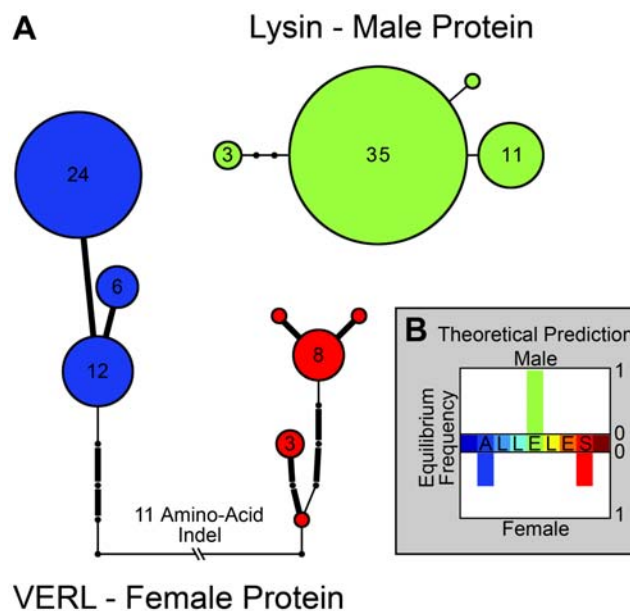 A
Lysin - Male Protein
24
3
35
11
6
12
8
3
11 Amino-Acid
Indel
VERL - Female Protein
B
Theoretical Prediction
Male
1
0
0
1
Equilibrium
Frequency
ALLELES
Female